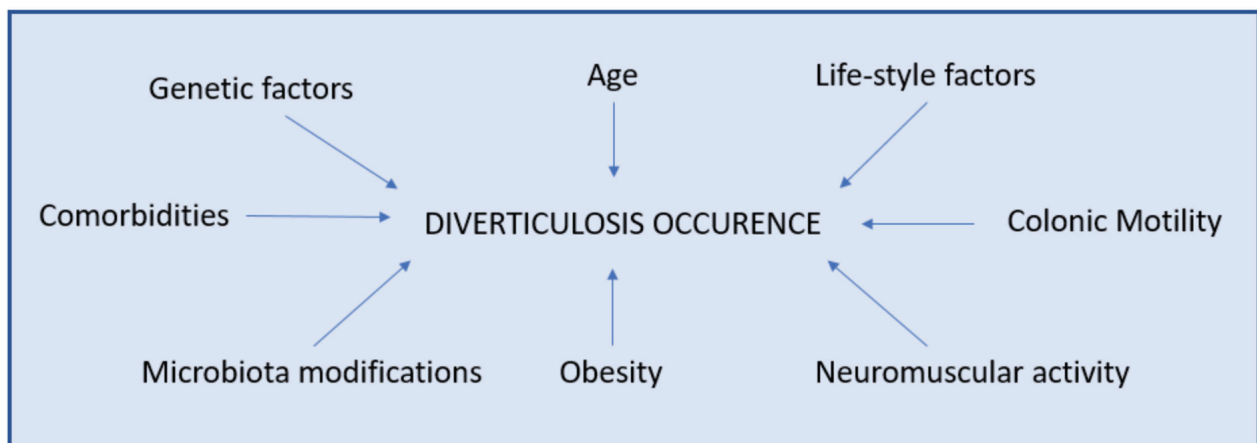 Genetic factors
Age
Life-style factors
Comorbidities
DIVERTICULOSIS OCCURENCE
Colonic Motility
Microbiota modifications
Obesity
Neuromuscular activity